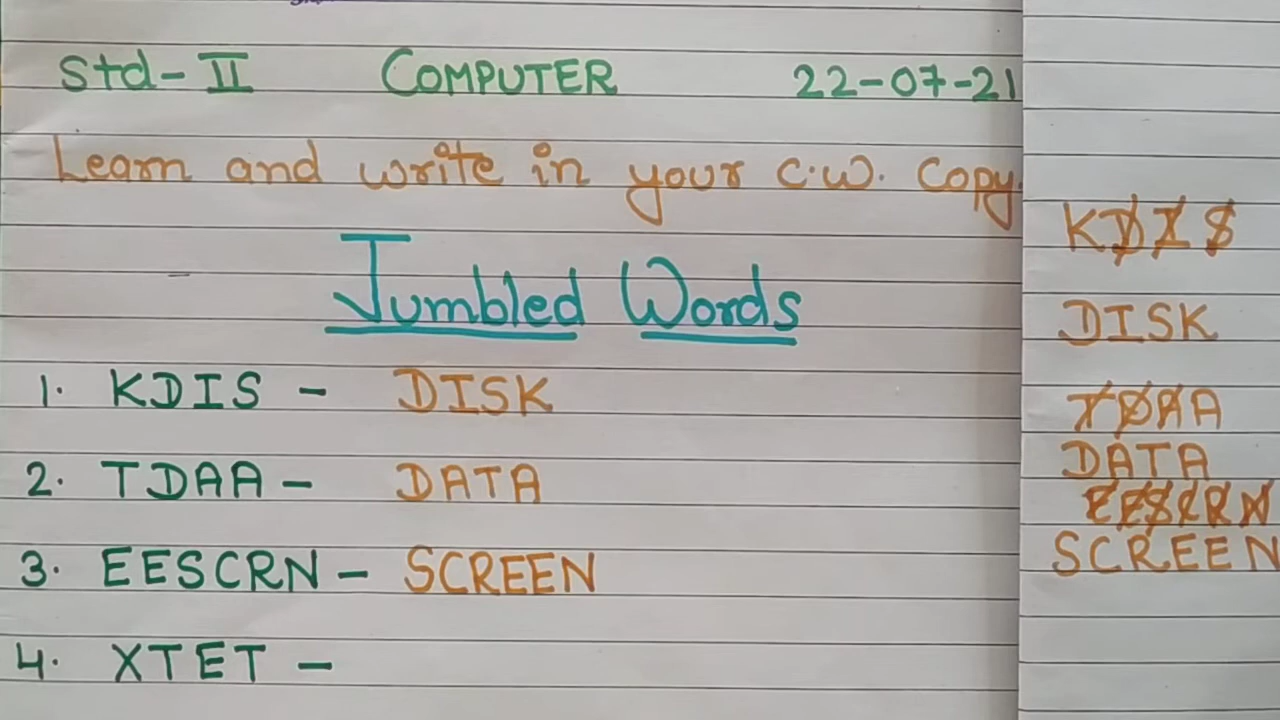 Std-II COMPUTER 22-07-21
Learn and write in your C.W. Copy.
Jumbled Words
1. KDIS - DISK
2. TDAA - DATA
3. EESCRN - SCREEN
4. XTET -
KDIS
DISK
TDAA
DATA
EESCRN
SCREEN